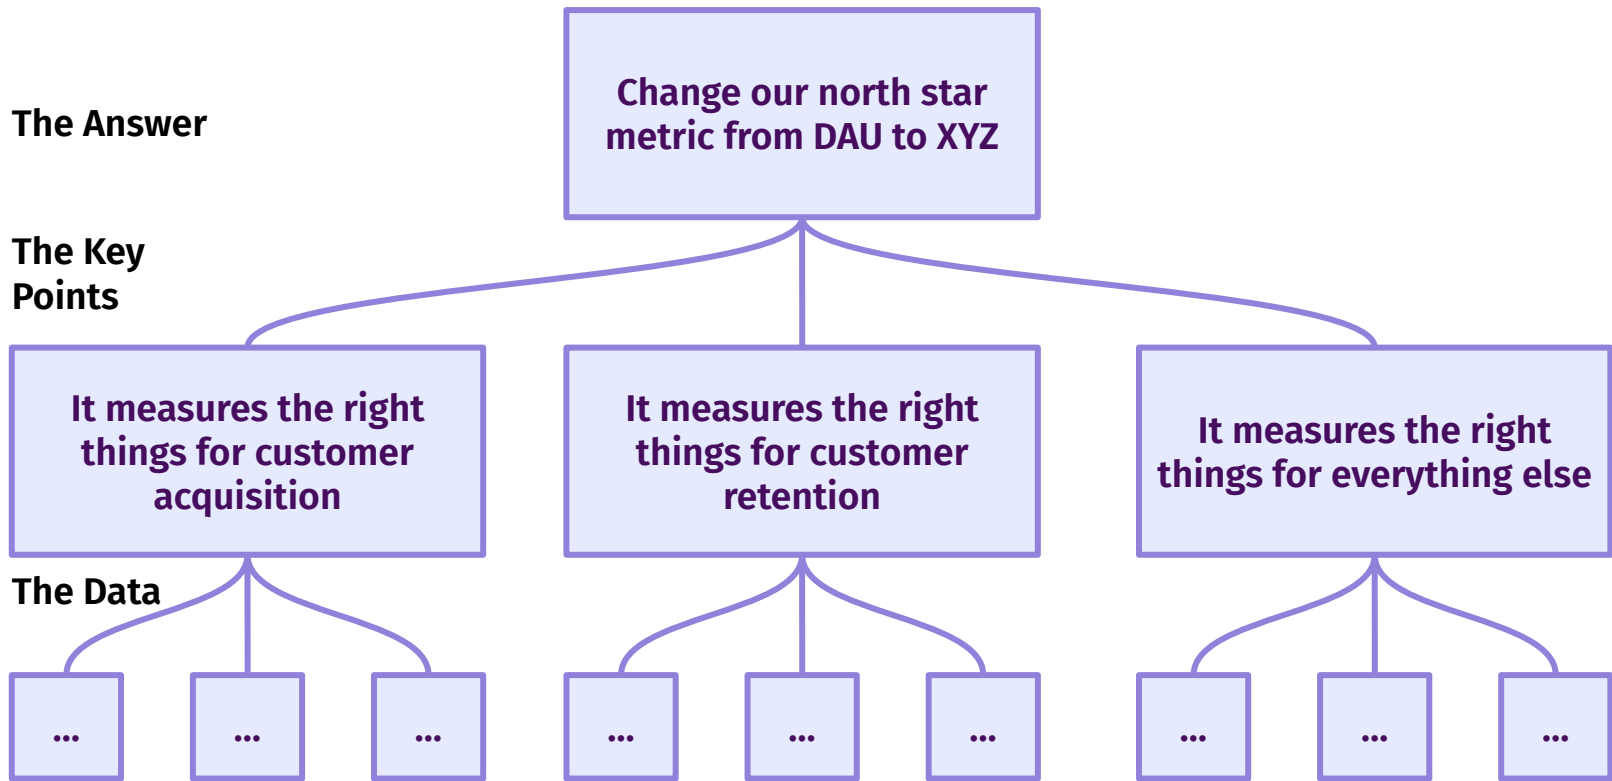 The Answer
Change our north star
metric from DAU to XYZ
The Key
Points
It measures the right
things for customer
acquisition
It measures the right
things for customer
retention
It measures the right
things for everything else
The Data
...
...
...
...
...
...
...
...
...